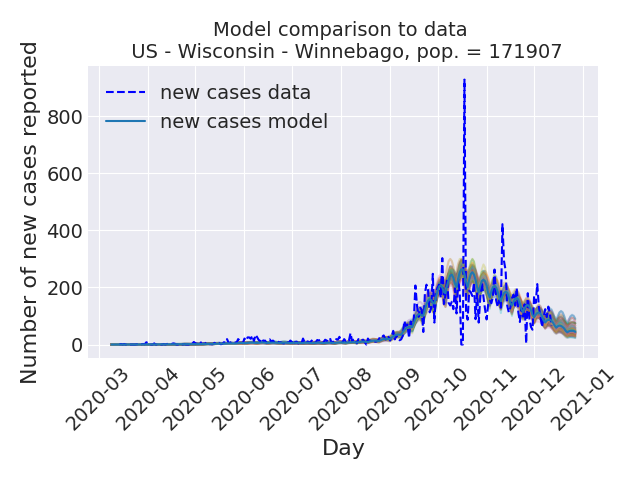 Model comparison to data
US - Wisconsin - Winnebago, pop. = 171907
Number of new cases reported
800
600
400
200
0
new cases data
new cases model
2020-03
2020-04
2020-05
2020-06
2020-07
2020-08
2020-09
2020-10
2020-11
2020-12
2021-01
Day